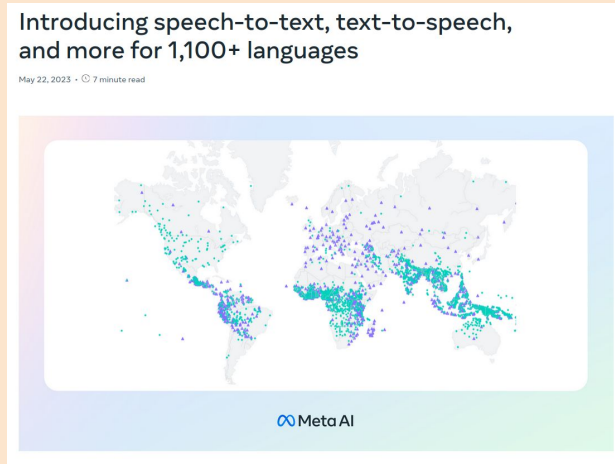 Introducing speech-to-text, text-to-speech,
and more for 1,100+ languages
May 22, 2023 • 7 minute read
Meta AI